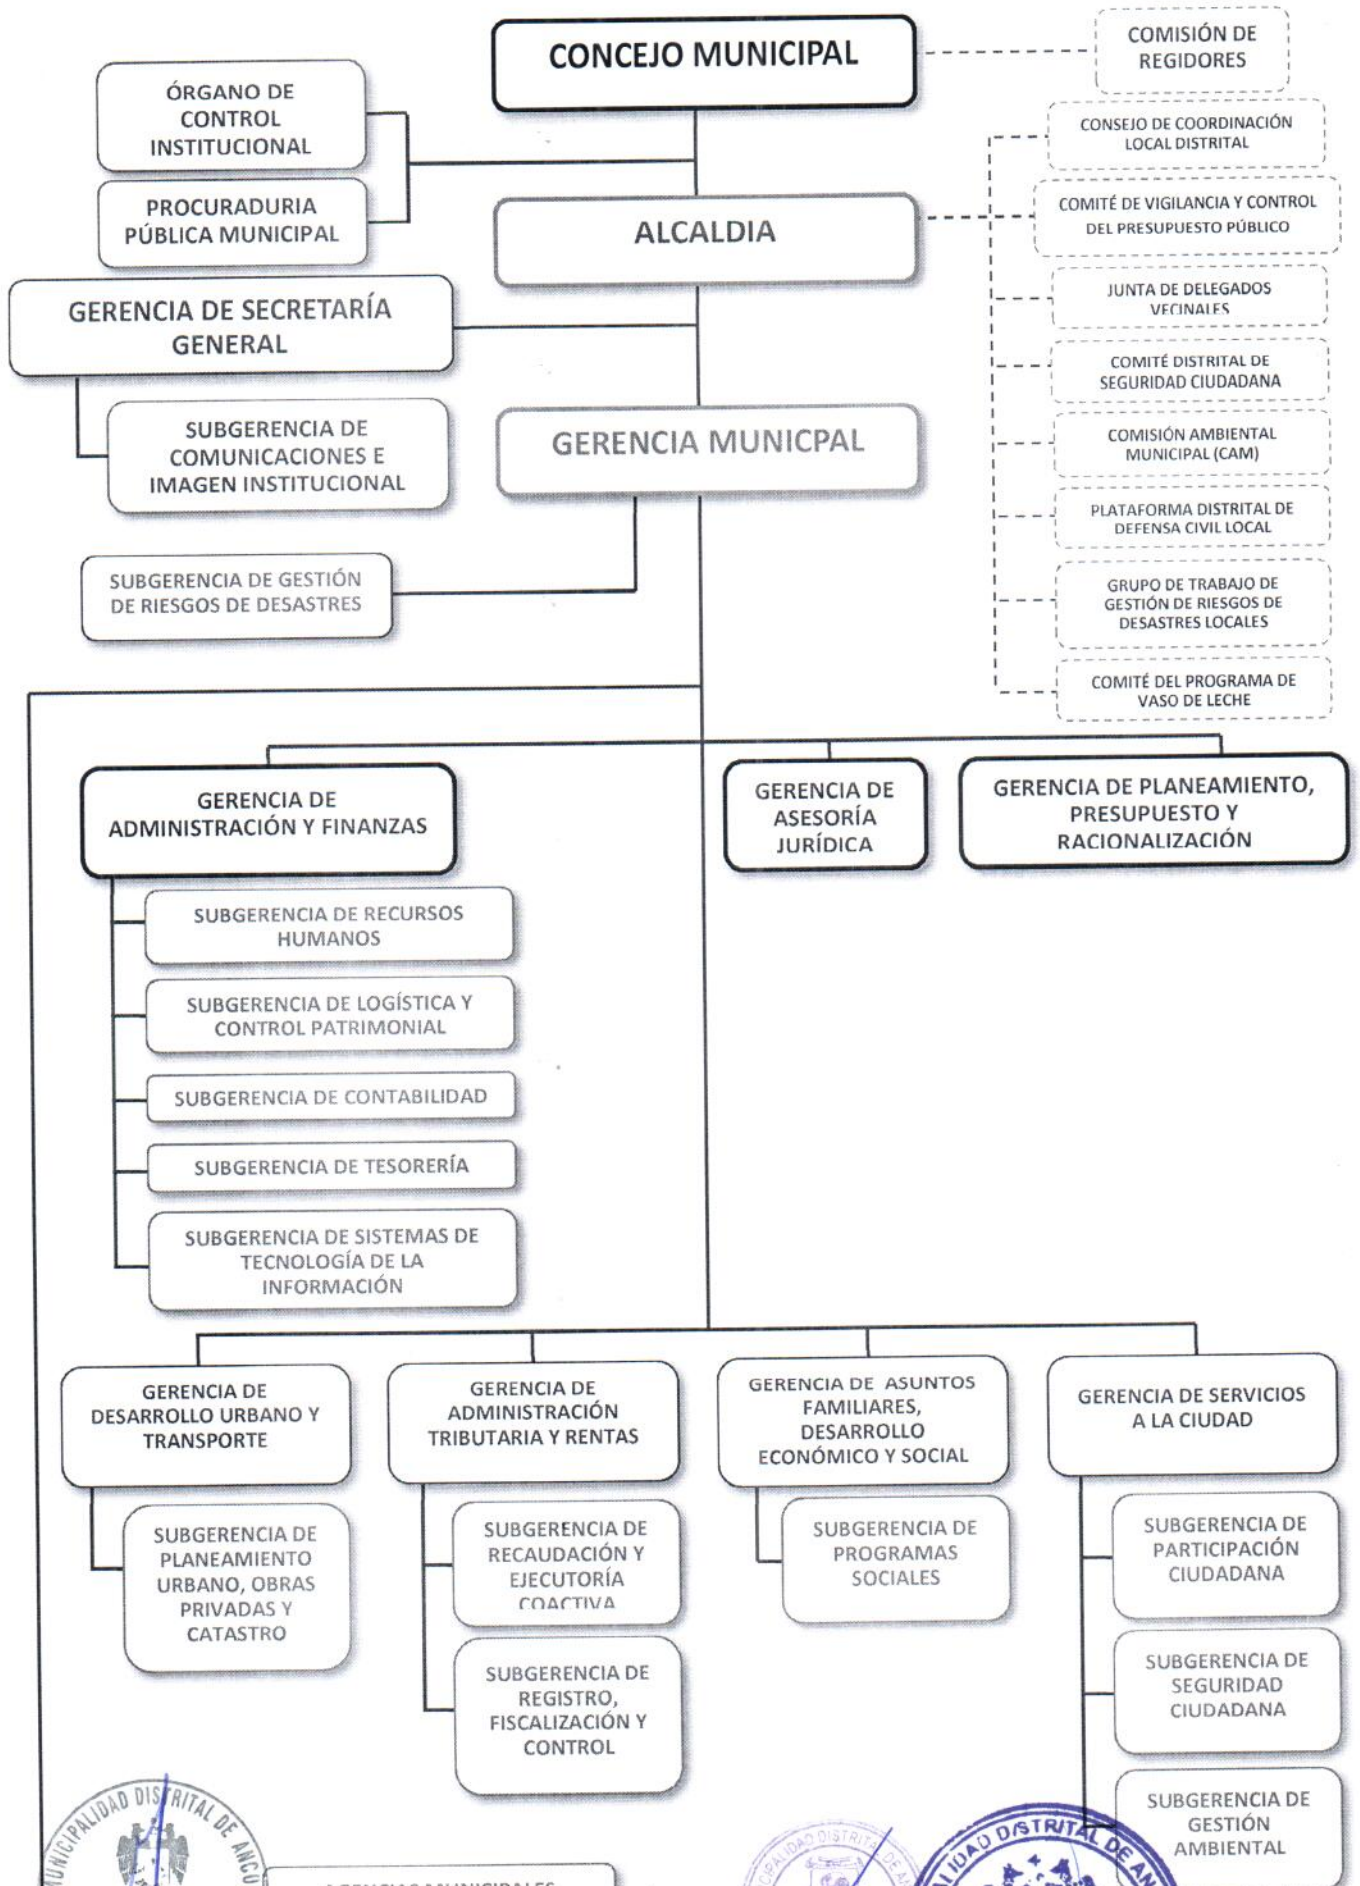 CONCEJO MUNICIPAL
COMISIÓN DE
REGIDORES
ÓRGANO DE
CONTROL
INSTITUCIONAL
PROCURADURIA
PÚBLICA MUNICIPAL
CONSEJO DE COORDINACIÓN
LOCAL DISTRITAL
ALCALDIA
COMITÉ DE VIGILANCIA Y CONTROL
DEL PRESUPUESTO PÚBLICO
JUNTA DE DELEGADOS
VECINALES
COMITÉ DISTRITAL DE
SEGURIDAD CIUDADANA
COMISIÓN AMBIENTAL
MUNICIPAL (CAM)
PLATAFORMA DISTRITAL DE
DEFENSA CIVIL LOCAL
GRUPO DE TRABAJO DE
GESTIÓN DE RIESGOS DE
DESASTRES LOCALES
COMITÉ DEL PROGRAMA DE
VASO DE LECHE
GERENCIA DE SECRETARÍA
GENERAL
SUBGERENCIA DE
COMUNICACIONES E
IMAGEN INSTITUCIONAL
GERENCIA MUNICPAL
SUBGERENCIA DE GESTIÓN
DE RIESGOS DE DESASTRES
GERENCIA DE
ADMINISTRACIÓN Y FINANZAS
GERENCIA DE
ASESORÍA
JURÍDICA
GERENCIA DE PLANEAMIENTO,
PRESUPUESTO Y
RACIONALIZACIÓN
SUBGERENCIA DE RECURSOS
HUMANOS
SUBGERENCIA DE LOGÍSTICA Y
CONTROL PATRIMONIAL
SUBGERENCIA DE CONTABILIDAD
SUBGERENCIA DE TESORERÍA
SUBGERENCIA DE SISTEMAS DE
TECNOLOGÍA DE LA
INFORMACIÓN
GERENCIA DE
DESARROLLO URBANO Y
TRANSPORTE
SUBGERENCIA DE
PLANEAMIENTO
URBANO, OBRAS
PRIVADAS Y
CATASTRO
GERENCIA DE
ADMINISTRACIÓN
TRIBUTARIA Y RENTAS
SUBGERENCIA DE
RECAUDACIÓN Y
EJECUTORÍA
COACTIVA
SUBGERENCIA DE
REGISTRO,
FISCALIZACIÓN Y
CONTROL
GERENCIA DE ASUNTOS
FAMILIARES,
DESARROLLO
ECONÓMICO Y SOCIAL
SUBGERENCIA DE
PROGRAMAS
SOCIALES
GERENCIA DE SERVICIOS
A LA CIUDAD
SUBGERENCIA DE
PARTICIPACIÓN
CIUDADANA
SUBGERENCIA DE
SEGURIDAD
CIUDADANA
SUBGERENCIA DE
GESTIÓN
AMBIENTAL
DISTRITAL DE
AGENCIAS MUNICIPALES
DISTRITAL DE
DISTRITAL DE